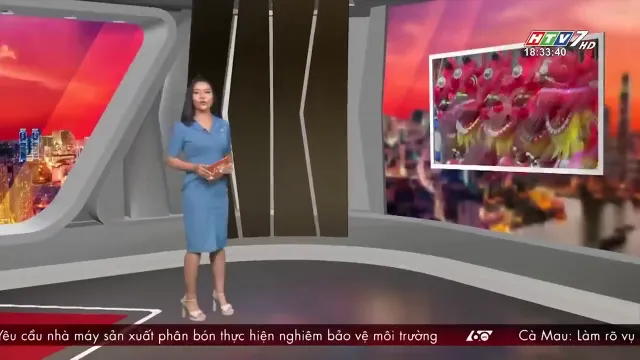 HTV7 HD
18:33:40
Yêu cầu nhà máy sản xuất phân bón thực hiện nghiêm bảo vệ môi trường 60 Cà Mau: Làm rõ vụ